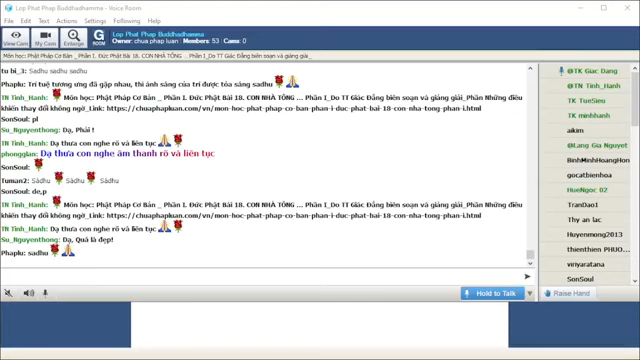 Lop Phat Phap Buddhadhamma - Voice Room
File Edit Text Actions Settings Following Help
View Cam
My Cam
Enlarge
G
ROOM
Lop Phat Phap Buddhadhamma
Owner: chua phap luan Members: 53 Cams: 0
Môn học: Phật Pháp Cơ Bản _ Phần I. Đức Phật Bài 18. CON NHÀ TÔNG ... Phần I_Do TT Giác Đẳng biên soạn và giảng giải_
tu bi_3: Sadhu sadhu sadhu
Phaplu: Trí tuệ tương ưng đã gặp nhau, thì ánh sáng của trí được tỏa sáng sadhu
TN Tinh_Hanh: Môn học: Phật Pháp Cơ Bản _ Phần I. Đức Phật Bài 18. CON NHÀ TÔNG ... Phần I_Do TT Giác Đẳng biên soạn và giảng giải_Phần Những điều
khiến thay đổi không ngờ_Link: https://chuaphapluan.com/vn/mon-hoc-phat-phap-co-ban-phan-i-duc-phat-bai-18-con-nha-tong-phan-i.html
SonSoul: pl
Su_Nguyenthong: Dạ, Phải !
TN Tinh_Hanh: Dạ thưa con nghe rõ và liên tục
phongglan: Dạ thưa con nghe âm thanh rõ và liên tục
SonSoul:
Tuman2: Sādhu Sādhu Sādhu
SonSoul: de,p
TN Tinh_Hanh: Môn học: Phật Pháp Cơ Bản _ Phần I. Đức Phật Bài 18. CON NHÀ TÔNG ... Phần I_Do TT Giác Đẳng biên soạn và giảng giải_Phần Những điều
khiến thay đổi không ngờ_Link: https://chuaphapluan.com/vn/mon-hoc-phat-phap-co-ban-phan-i-duc-phat-bai-18-con-nha-tong-phan-i.html
TN Tinh_Hanh: Dạ thưa con nghe rõ và liên tục
Su_Nguyenthong: Dạ, Quá là đẹp!
Phaplu: sadhu
@TK Giac Dang
@TN Tinh_Hanh
TK TueSieu
TK minhhanh
aikim
@Lang Gia Nguyet
BinhMinhHoangHon
gocatbienhoa
HueNgoc 02
TranDao1
Thy an lac
Huyenmong2013
thienthien PHUOC
viriyaratana
SonSoul
Hold to Talk
Raise Hand